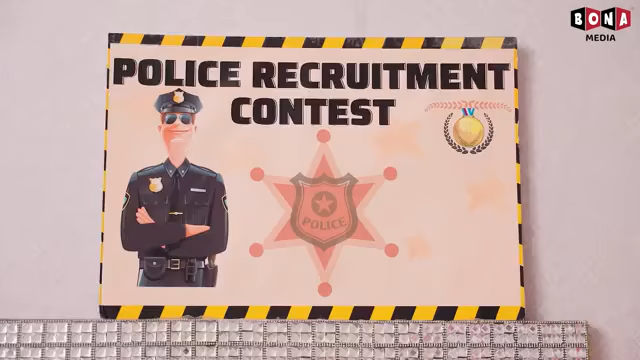 BONA
MEDIA
POLICE RECRUITMENT
CONTEST
POLICE